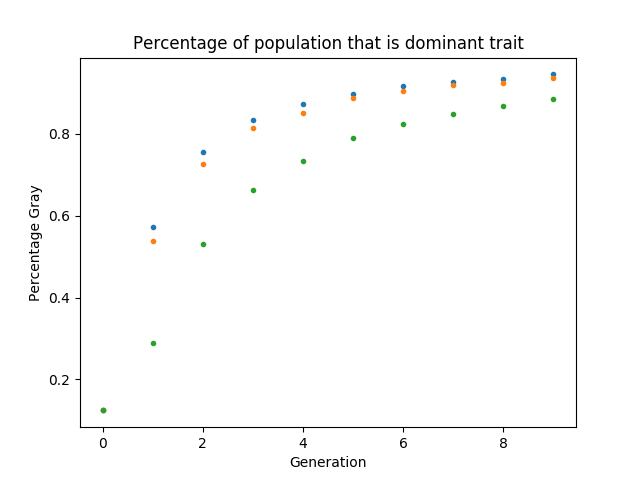 Percentage of population that is dominant trait
Percentage Gray
0.8
0.6
0.4
0.2
0 2 4 6 8
Generation